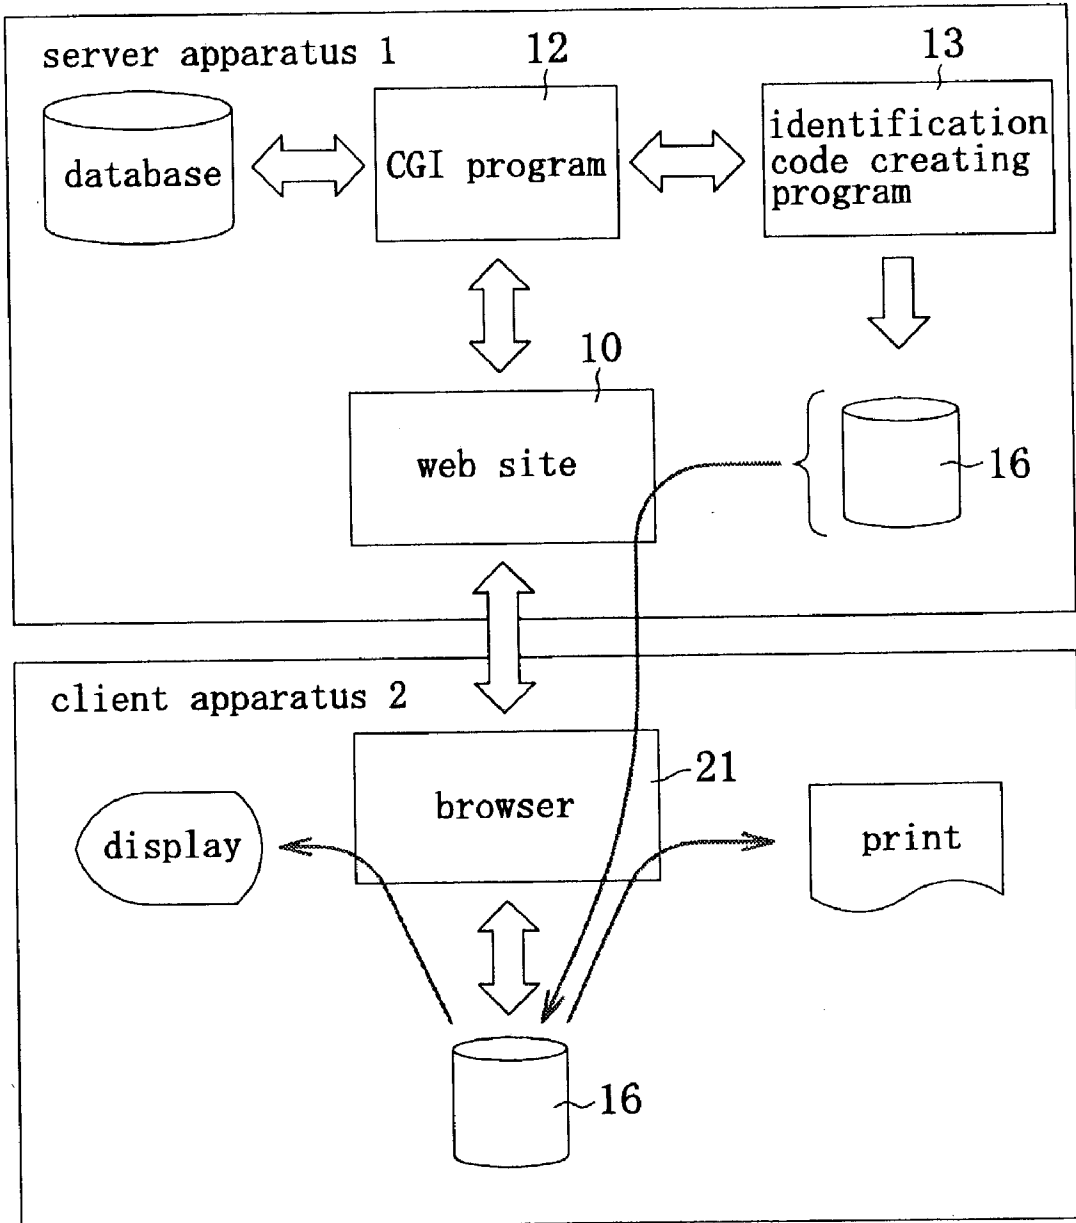 server apparatus 1
12
13
database
CGI program
identification
code creating
program
10
web site
16
client apparatus 2
21
browser
display
print
16